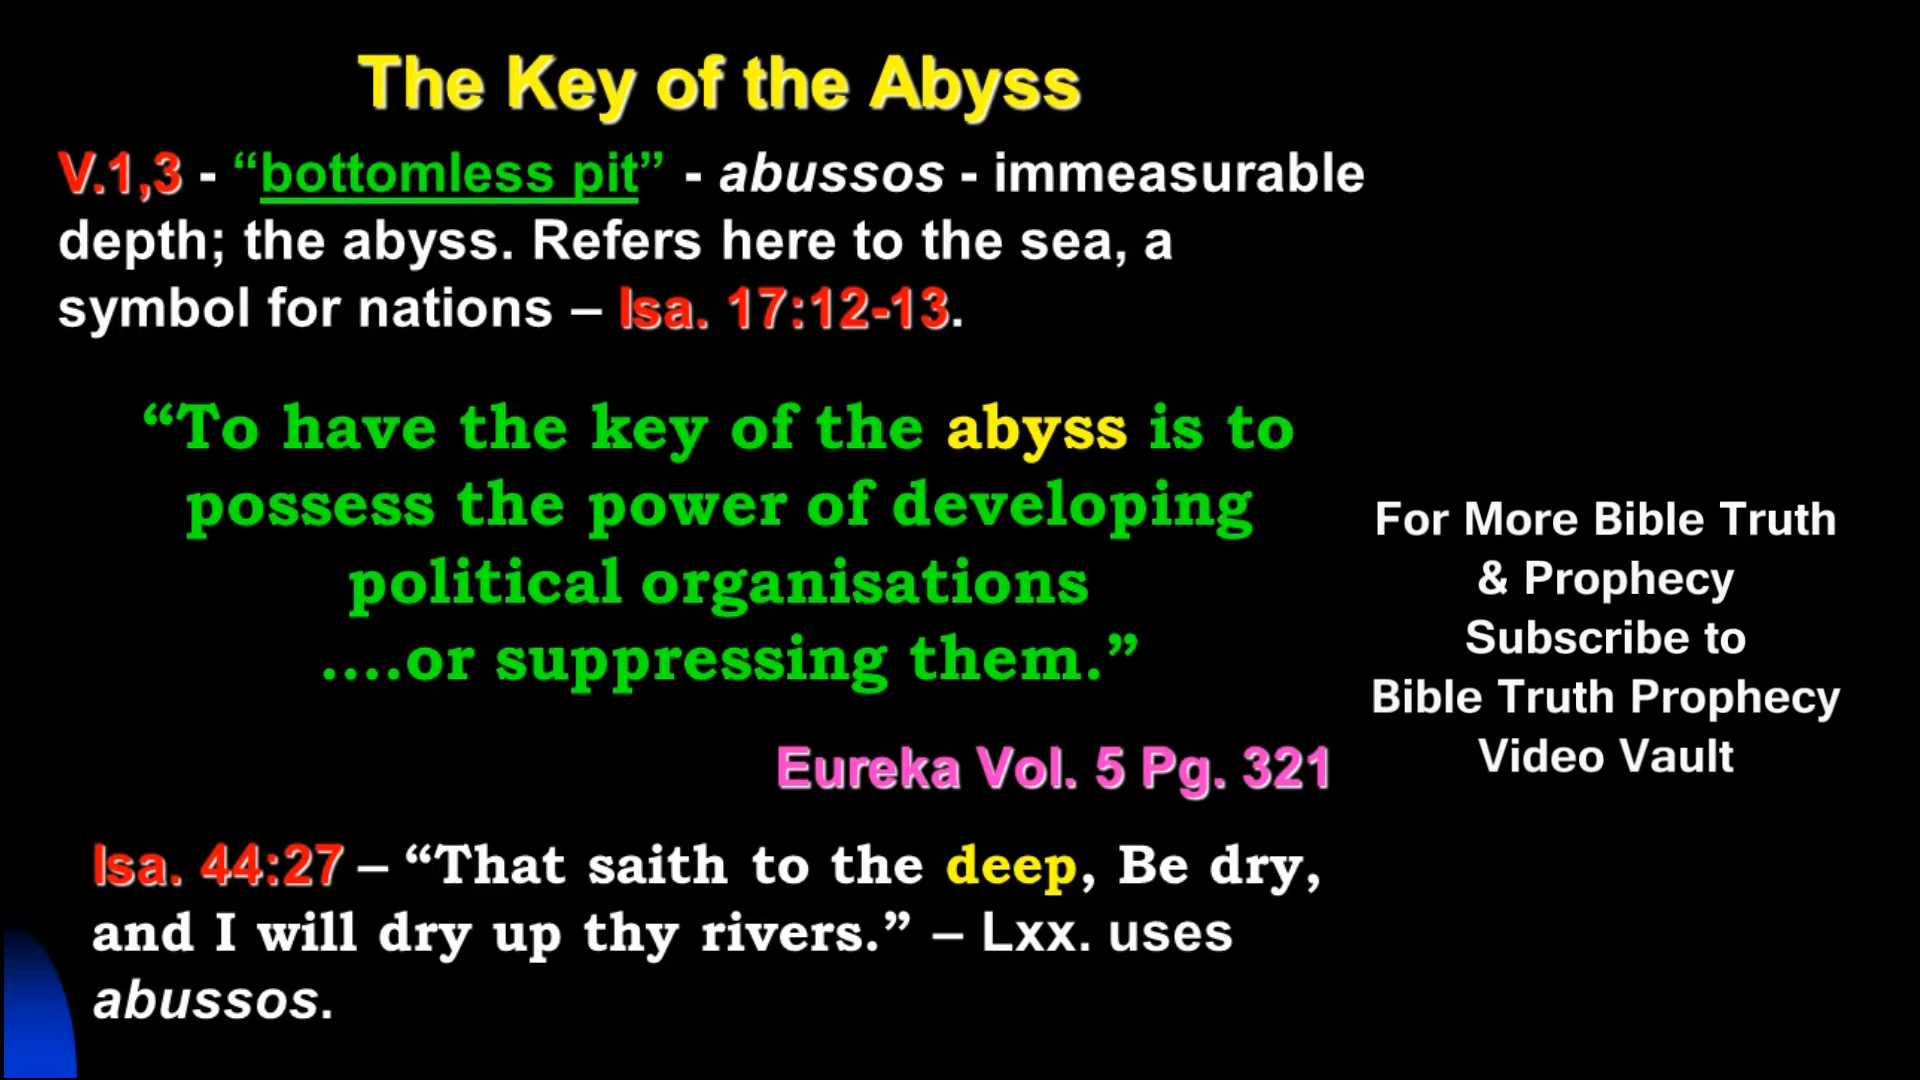 The Key of the Abyss
V.1,3 - “bottomless pit” - abussos - immeasurable
depth; the abyss. Refers here to the sea, a
symbol for nations – Isa. 17:12-13.
“To have the key of the abyss is to
possess the power of developing
political organisations
....or suppressing them.”
Eureka Vol. 5 Pg. 321
Isa. 44:27 – “That saith to the deep, Be dry,
and I will dry up thy rivers.” – Lxx. uses
abussos.
For More Bible Truth
& Prophecy
Subscribe to
Bible Truth Prophecy
Video Vault